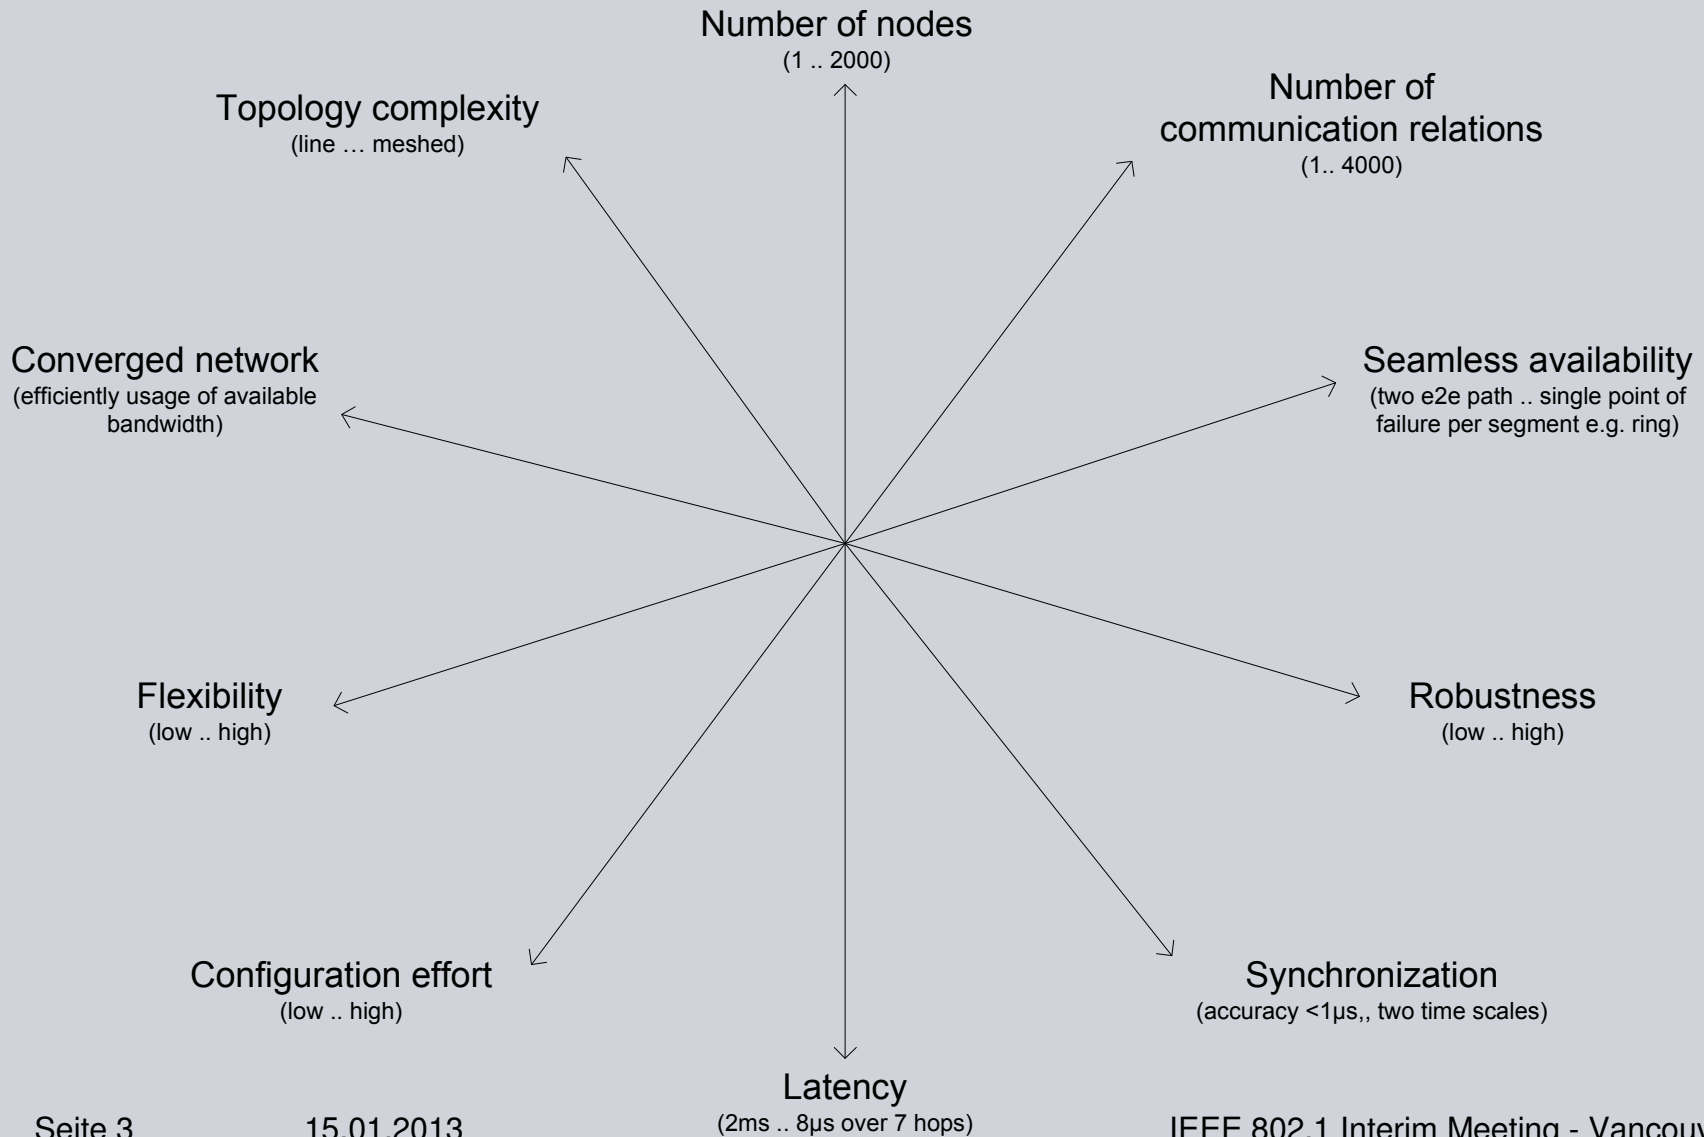 Number of nodes
(1 .. 2000)
Topology complexity
(line … meshed)
Number of
communication relations
(1.. 4000)
Converged network
(efficiently usage of available
bandwidth)
Seamless availability
(two e2e path .. single point of
failure per segment e.g. ring)
Flexibility
(low .. high)
Robustness
(low .. high)
Configuration effort
(low .. high)
Synchronization
(accuracy <1µs,, two time scales)
Latency
(2ms .. 8µs over 7 hops)
Seite 3 15.01.2013 IEEE 802.1 Interim Meeting -